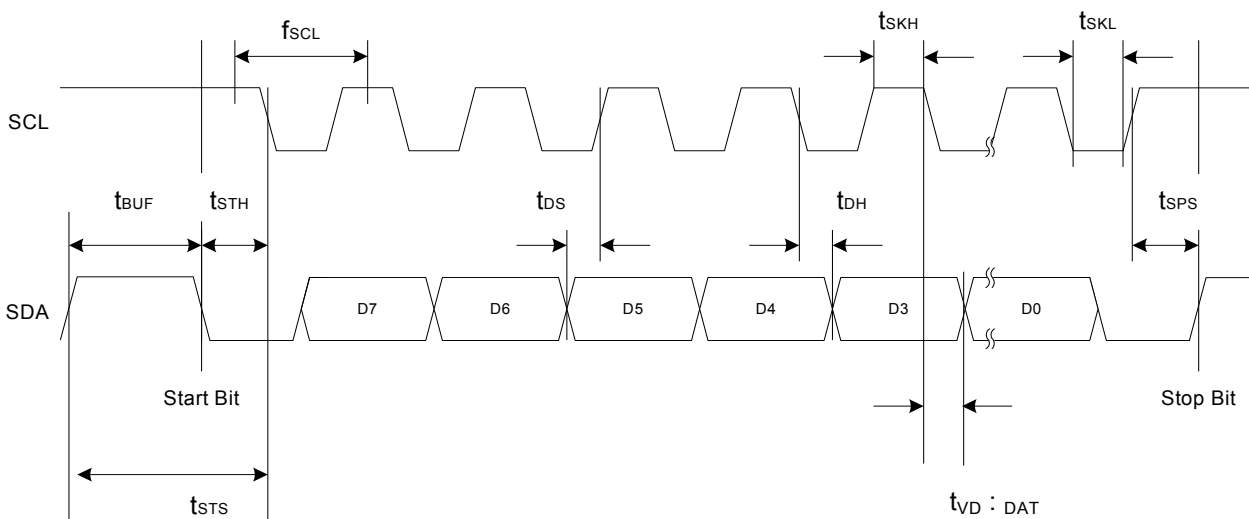 fSCL
tSKH
tSKL
SCL
tBUF
tSTH
tDS
tDH
tSPS
SDA
D7
D6
D5
D4
D3
D0
Start Bit
Stop Bit
tSTS
tVD : DAT